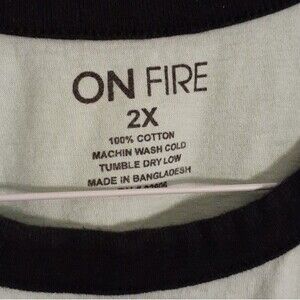 ON FIRE
2X
100% COTTON
MACHIN WASH COLD
TUMBLE DRY LOW
MADE IN BANGLADESH